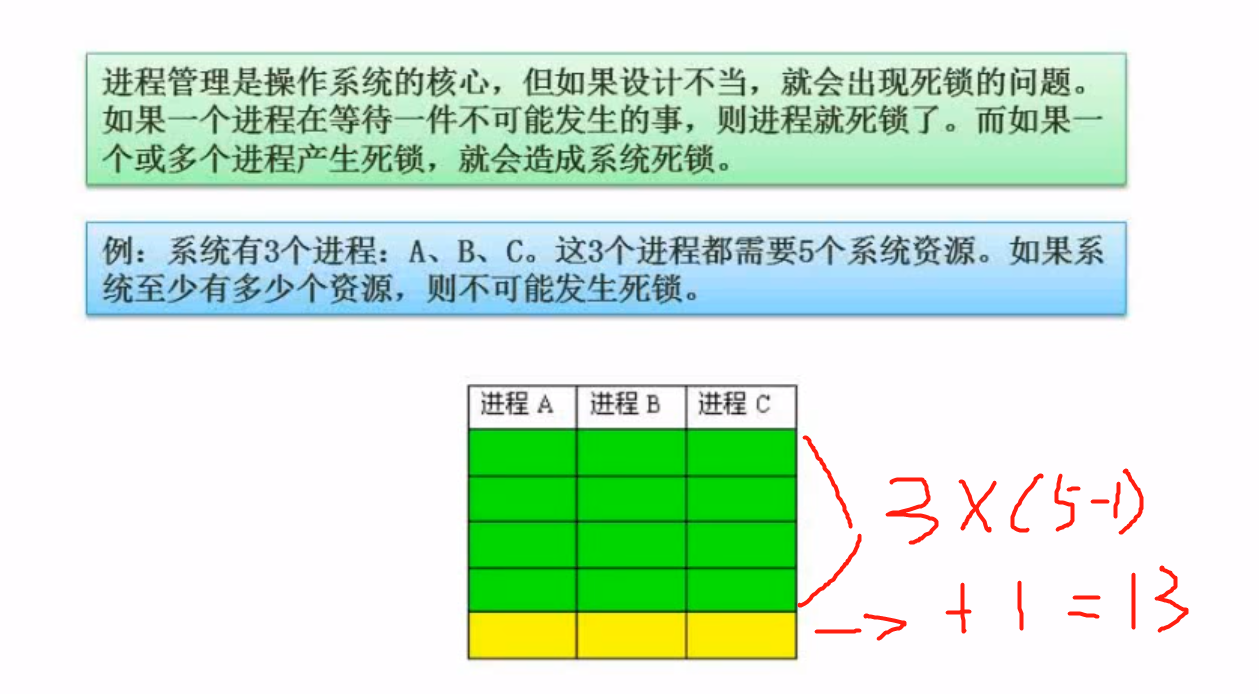 进程管理是操作系统的核心，但如果设计不当，就会出现死锁的问题。
如果一个进程在等待一件不可能发生的事，则进程就死锁了。而如果一
个或多个进程产生死锁，就会造成系统死锁。
例：系统有3个进程：A、B、C。这3个进程都需要5个系统资源。如果系
统至少有多少个资源，则不可能发生死锁。
进程 A 进程 B 进程 C
3×(5-1)
+1=13